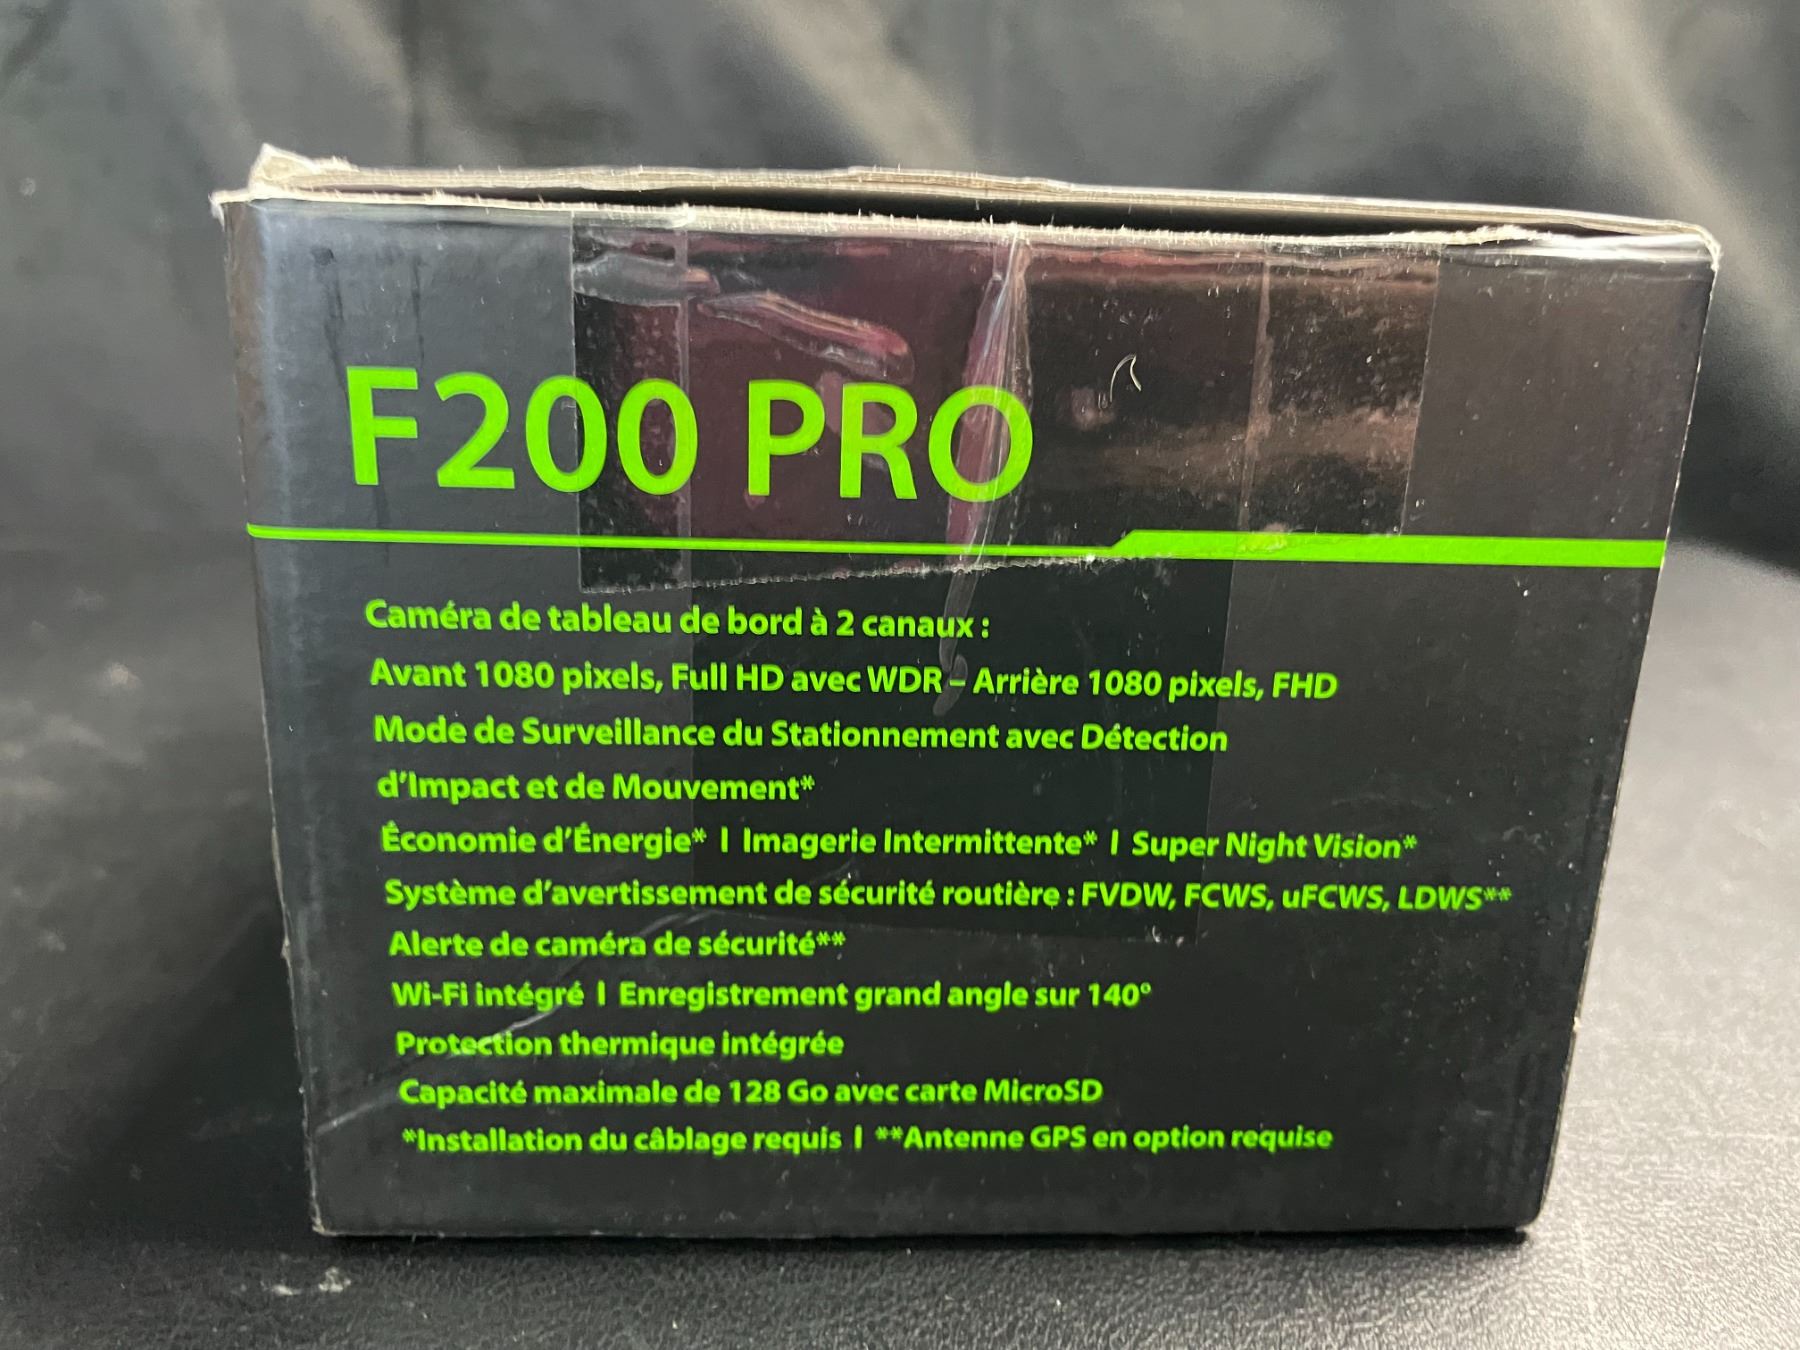 F200 PRO
Caméra de tableau de bord à 2 canaux :
Avant 1080 pixels, Full HD avec WDR – Arrière 1080 pixels, FHD
Mode de Surveillance du Stationnement avec Détection
d’Impact et de Mouvement*
Économie d’Énergie* I Imagerie Intermittente* I Super Night Vision*
Système d’avertissement de sécurité routière : FVDW, FCWS, uFCWS, LDWS**
Alerte de caméra de sécurité**
Wi-Fi intégré I Enregistrement grand angle sur 140°
Protection thermique intégrée
Capacité maximale de 128 Go avec carte MicroSD
*Installation du câblage requis I **Antenne GPS en option requise